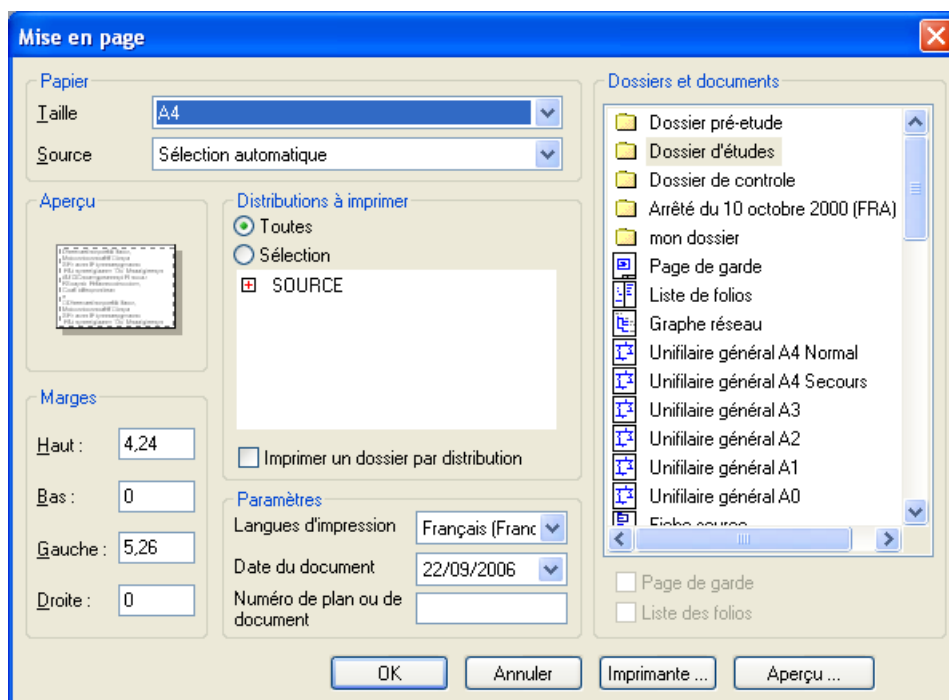 Mise en page
Papier
Taille
A4
Source
Sélection automatique
Aperçu
Distributions à imprimer
Toutes
Sélection
SOURCE
Imprimer un dossier par distribution
Marges
Haut :
4,24
Bas :
0
Gauche :
5,26
Droite :
0
Paramètres
Langues d'impression
Français (Franc
Date du document
22/09/2006
Numéro de plan ou de
document
Dossiers et documents
Dossier pré-etude
Dossier d'études
Dossier de controle
Arrêté du 10 octobre 2000 (FRA)
mon dossier
Page de garde
Liste de folios
Graphe réseau
Unifilaire général A4 Normal
Unifilaire général A4 Secours
Unifilaire général A3
Unifilaire général A2
Unifilaire général A1
Unifilaire général A0
Fiche source
Page de garde
Liste des folios
OK
Annuler
Imprimante ...
Aperçu ...